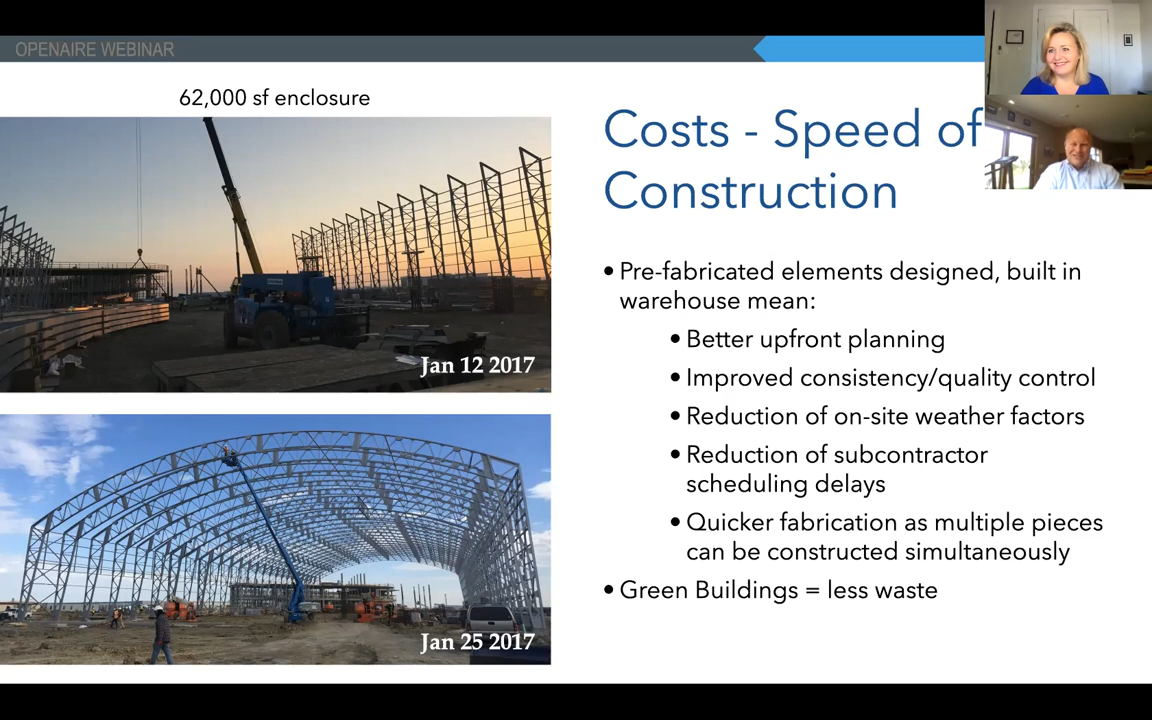 OPENAIRE WEBINAR
62,000 sf enclosure
Jan 12 2017
Jan 25 2017
Costs - Speed of
Construction
• Pre-fabricated elements designed, built in
warehouse mean:
• Better upfront planning
• Improved consistency/quality control
• Reduction of on-site weather factors
• Reduction of subcontractor
scheduling delays
• Quicker fabrication as multiple pieces
can be constructed simultaneously
• Green Buildings = less waste